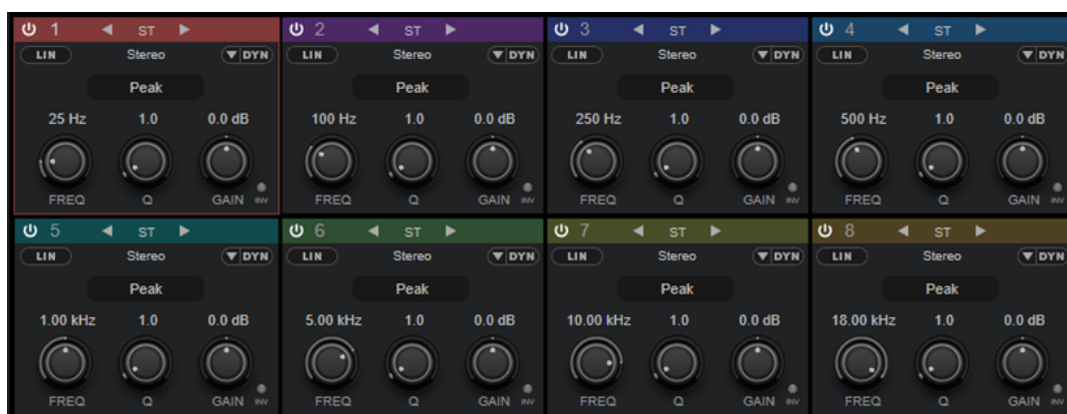 1 ST 2 ST 3 ST 4 ST
LIN Stereo DYN LIN Stereo DYN LIN Stereo DYN LIN Stereo DYN
Peak Peak Peak Peak
25 Hz 1.0 0.0 dB 100 Hz 1.0 0.0 dB 250 Hz 1.0 0.0 dB 500 Hz 1.0 0.0 dB
FREQ Q GAIN INV FREQ Q GAIN INV FREQ Q GAIN INV FREQ Q GAIN INV
5 ST 6 ST 7 ST 8 ST
LIN Stereo DYN LIN Stereo DYN LIN Stereo DYN LIN Stereo DYN
Peak Peak Peak Peak
1.00 kHz 1.0 0.0 dB 5.00 kHz 1.0 0.0 dB 10.00 kHz 1.0 0.0 dB 18.00 kHz 1.0 0.0 dB
FREQ Q GAIN INV FREQ Q GAIN INV FREQ Q GAIN INV FREQ Q GAIN INV